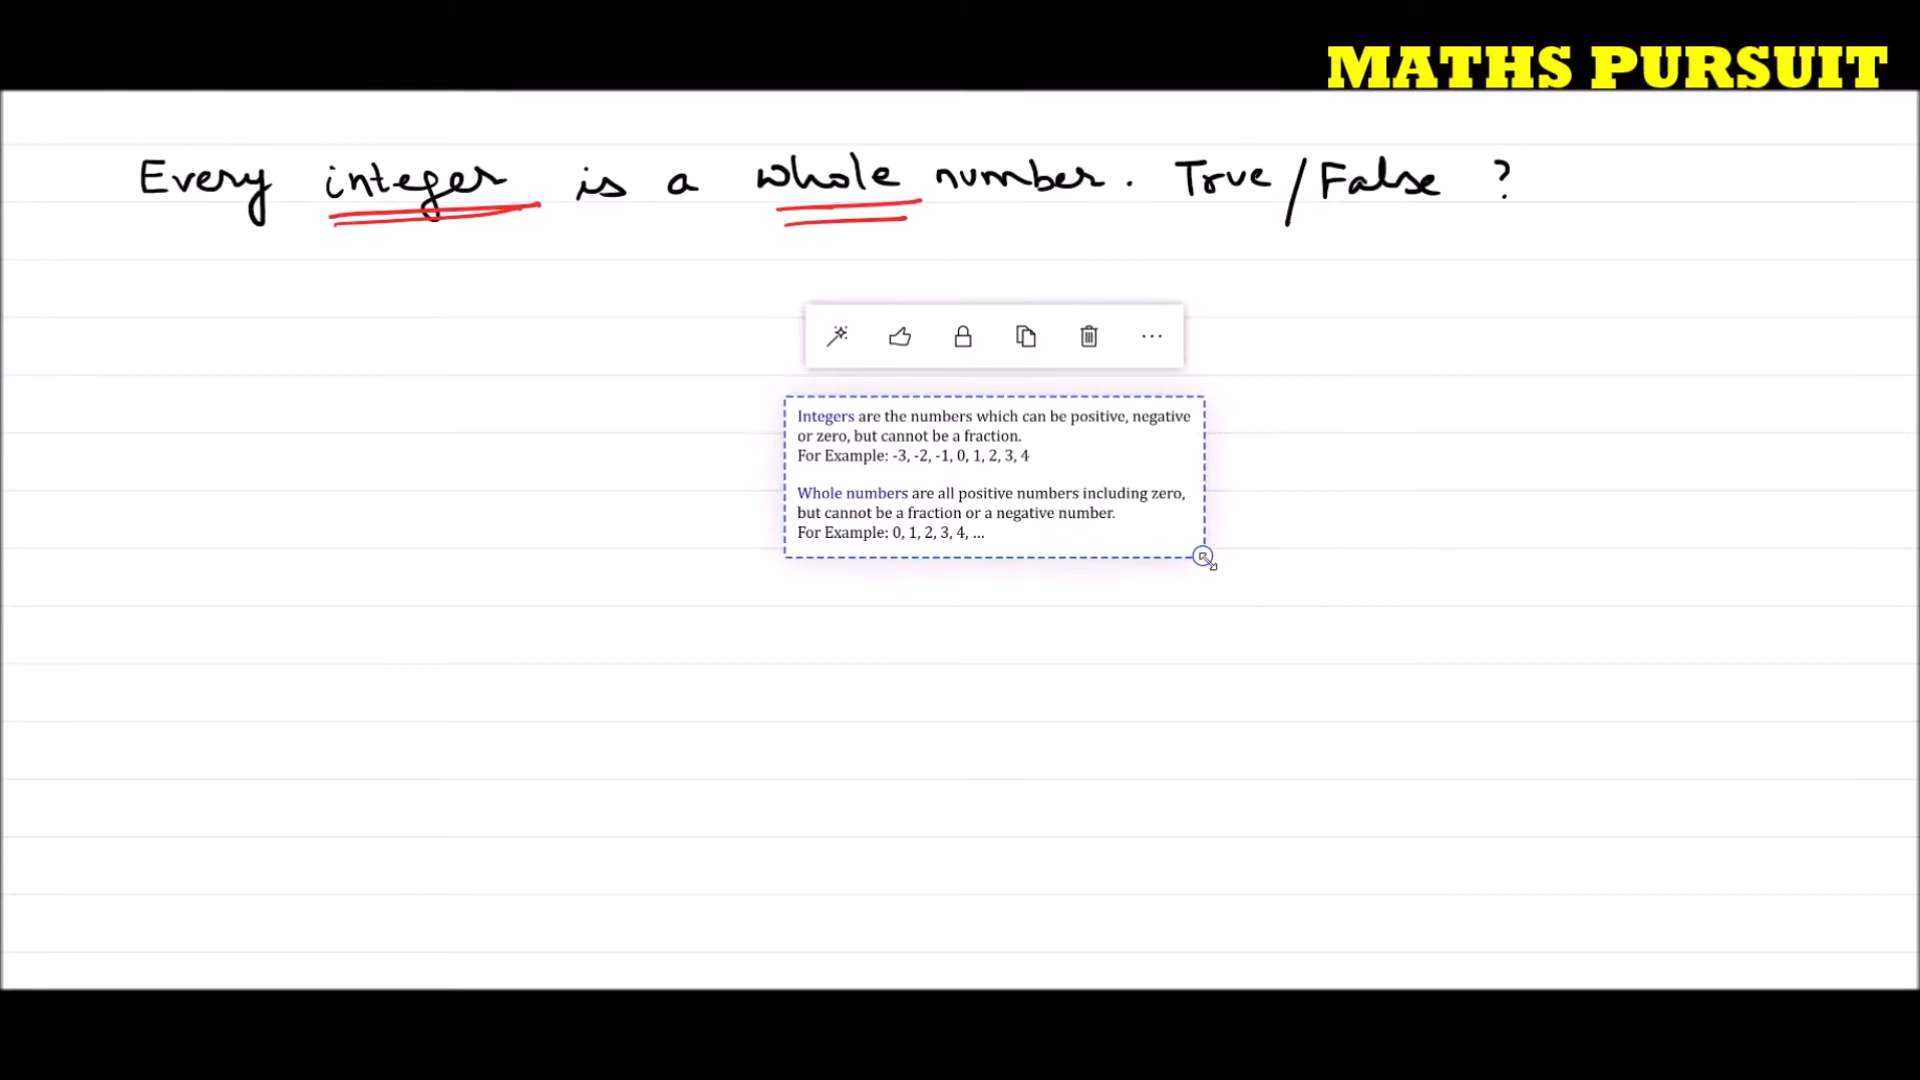 MATHS PURSUIT
Every integer is a whole number. True/False ?
Integers are the numbers which can be positive, negative
or zero, but cannot be a fraction.
For Example: -3, -2, -1, 0, 1, 2, 3, 4
Whole numbers are all positive numbers including zero,
but cannot be a fraction or a negative number.
For Example: 0, 1, 2, 3, 4, ...